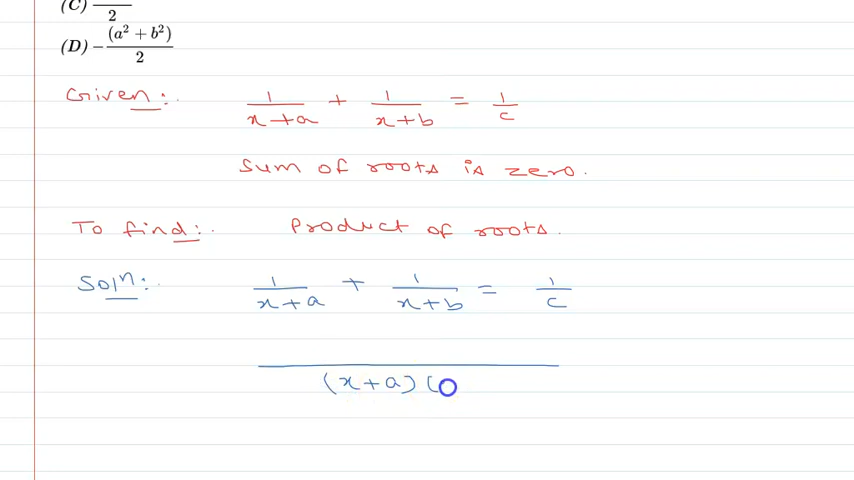 (C) ——
2
(D) – (a² + b²) / 2
Given :. 1/(x+a) + 1/(x+b) = 1/c
Sum of roots is zero.
To find :. Product of roots.
Solⁿ :. 1/(x+a) + 1/(x+b) = 1/c
(x+a) (